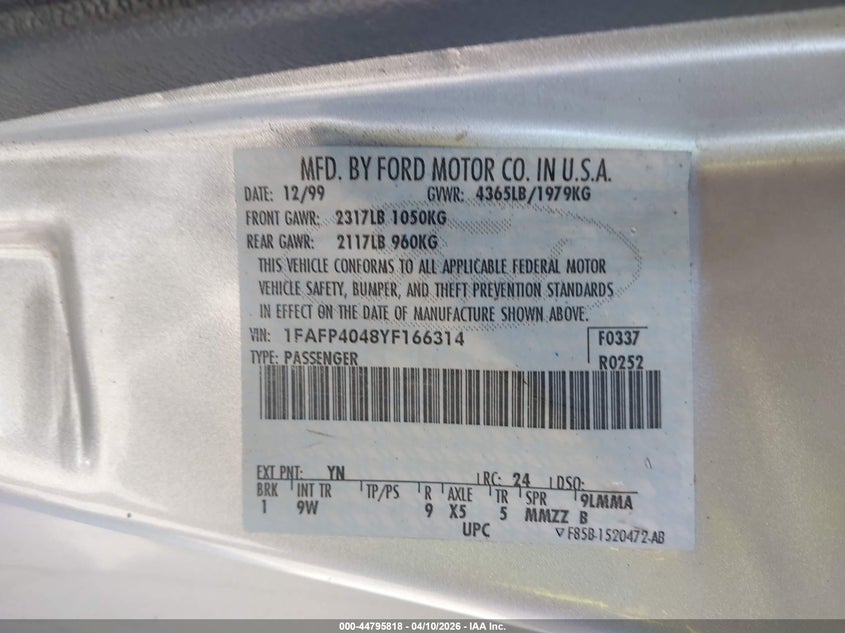 MFD. BY FORD MOTOR CO. IN U.S.A.
DATE: 12/99 GVWR: 4365LB/1979KG
FRONT GAWR: 2317LB 1050KG
REAR GAWR: 2117LB 960KG
THIS VEHICLE CONFORMS TO ALL APPLICABLE FEDERAL MOTOR
VEHICLE SAFETY, BUMPER, AND THEFT PREVENTION STANDARDS
IN EFFECT ON THE DATE OF MANUFACTURE SHOWN ABOVE.
VIN: 1FAFP4048YF166314 F0337
TYPE: PASSENGER R0252
EXT PNT: YN RC: 24 DSO:
BRK INT TR TP/PS R AXLE TR SPR 9LMMA
1 9W 9 X5 5 MMZZ B
UPC F85B-1520472-AB
000-44795818 - 04/10/2026 - IAA Inc.